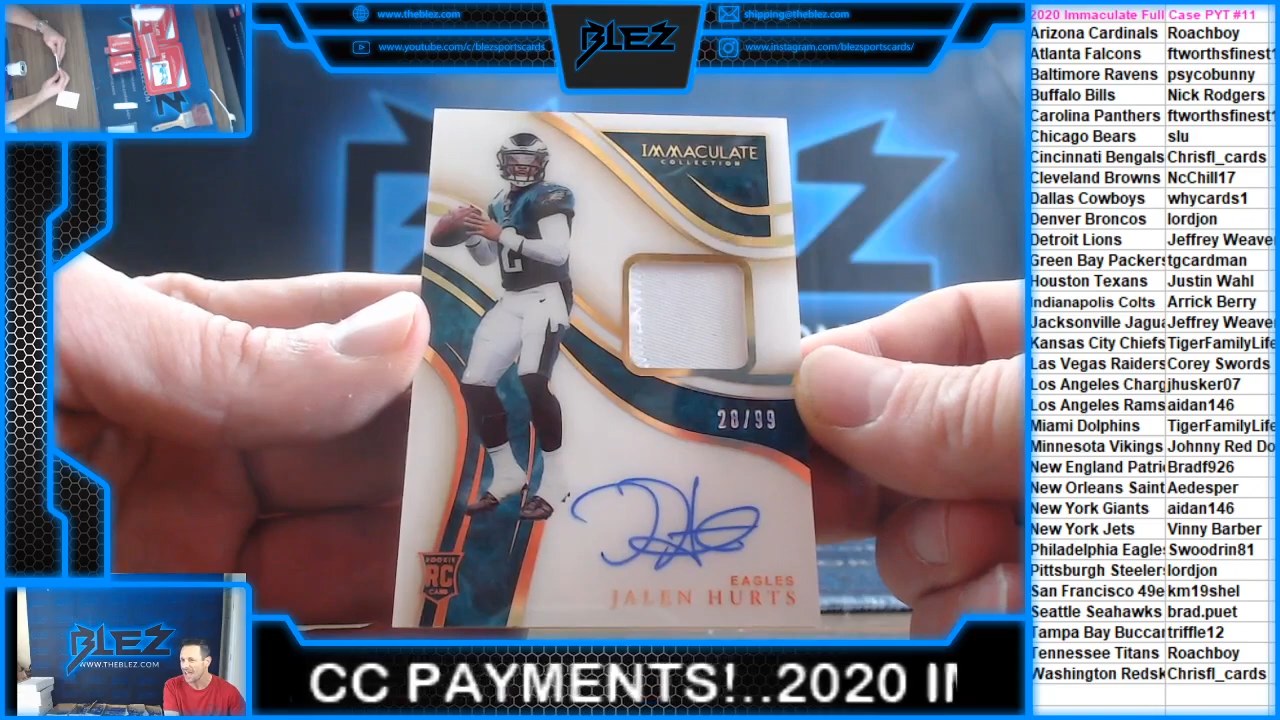 www.theblez.com
www.youtube.com/c/blezsportscards
BLEZ
shipping@theblez.com
www.instagram.com/blezsportscards/
IMMACULATE
COLLECTION
2
28/99
ROOKIE
RC
CARD
EAGLES
JALEN HURTS
BLEZ
WWW.THEBLEZ.COM
CC PAYMENTS!..2020 I
2020 Immaculate Full Case PYT #11
Arizona Cardinals Roachboy
Atlanta Falcons ftworthsfinest
Baltimore Ravens psycobunny
Buffalo Bills Nick Rodgers
Carolina Panthers ftworthsfinest
Chicago Bears slu
Cincinnati Bengals Chrisfl_cards
Cleveland Browns NcChill17
Dallas Cowboys whycards1
Denver Broncos lordjon
Detroit Lions Jeffrey Weave
Green Bay Packers tgcardman
Houston Texans Justin Wahl
Indianapolis Colts Arrick Berry
Jacksonville Jagua Jeffrey Weave
Kansas City Chiefs TigerFamilyLife
Las Vegas Raiders Corey Swords
Los Angeles Charg jhusker07
Los Angeles Rams aidan146
Miami Dolphins TigerFamilyLife
Minnesota Vikings Johnny Red Do
New England Patri Bradf926
New Orleans Saint Aedesper
New York Giants aidan146
New York Jets Vinny Barber
Philadelphia Eagle Swoodrin81
Pittsburgh Steeler lordjon
San Francisco 49e km19shel
Seattle Seahawks brad.puet
Tampa Bay Buccar triffle12
Tennessee Titans Roachboy
Washington Redsk Chrisfl_cards